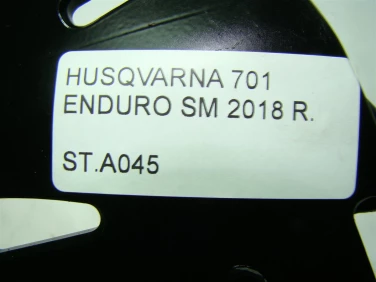 HUSQVARNA 701
ENDURO SM 2018 R.
ST.A045